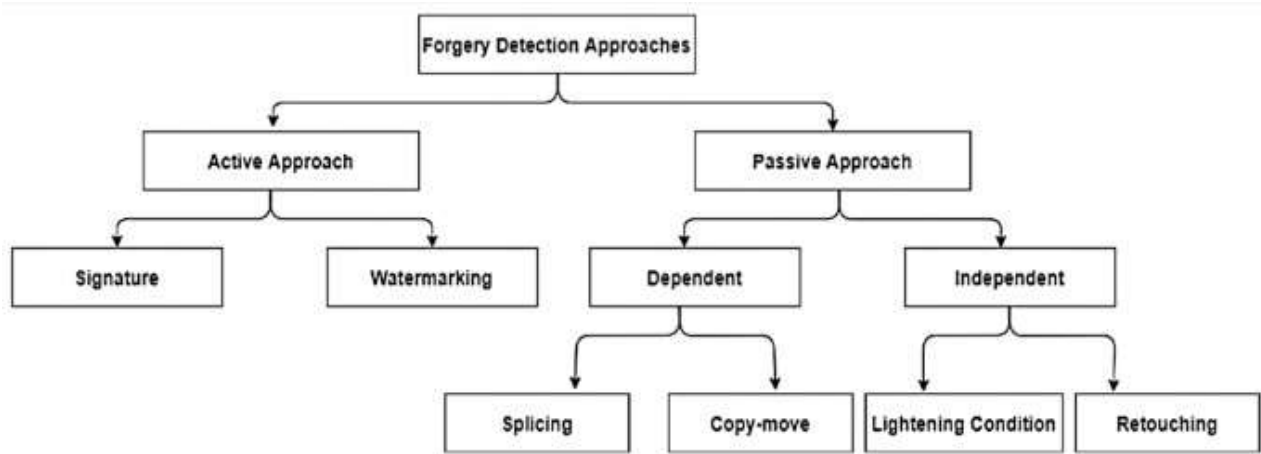 Forgery Detection Approaches
Active Approach
Passive Approach
Signature
Watermarking
Dependent
Independent
Splicing
Copy-move
Lightening Condition
Retouching